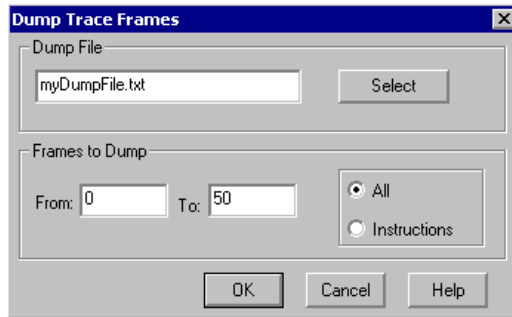 Dump Trace Frames
Dump File
myDumpFile.txt
Select
Frames to Dump
From: 0 To: 50
All
Instructions
OK Cancel Help